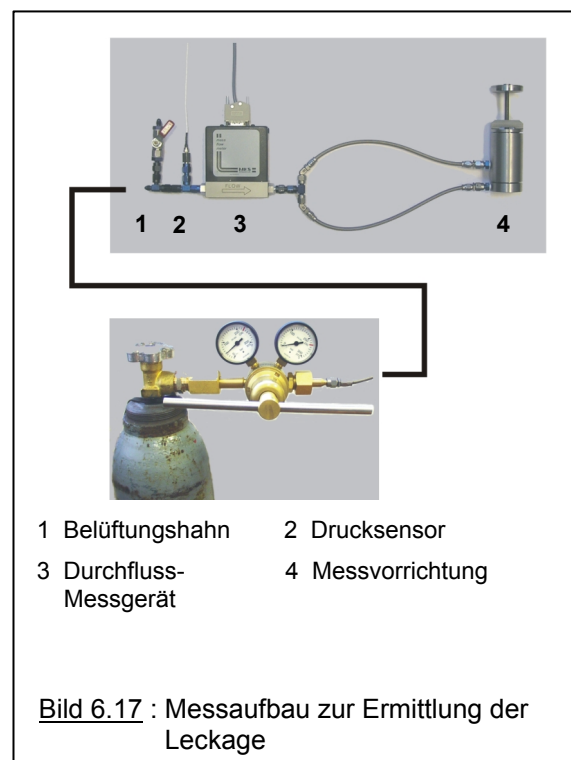 1 2 3 4
1 Belüftungshahn 2 Drucksensor
3 Durchfluss- 4 Messvorrichtung
Messgerät
Bild 6.17 : Messaufbau zur Ermittlung der
Leckage